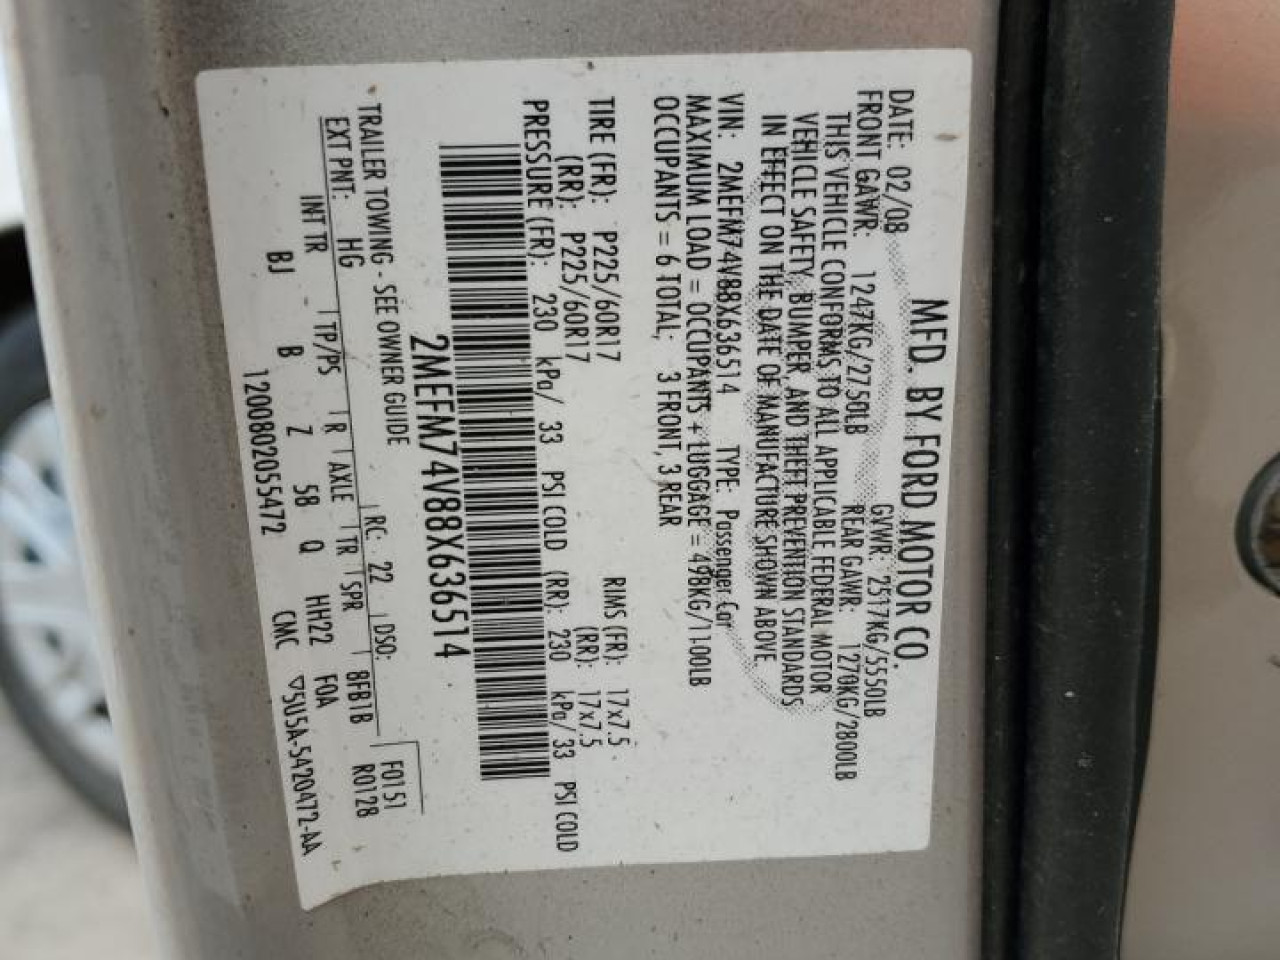 MFD. BY FORD MOTOR CO.
DATE: 02/08 GVWR: 2517KG/5550LB
FRONT GAWR: 1247KG/2750LB REAR GAWR: 1270KG/2800LB
THIS VEHICLE CONFORMS TO ALL APPLICABLE FEDERAL MOTOR
VEHICLE SAFETY, BUMPER, AND THEFT PREVENTION STANDARDS
IN EFFECT ON THE DATE OF MANUFACTURE SHOWN ABOVE.
VIN: 2MEFM74V88X636514 TYPE: Passenger Car
MAXIMUM LOAD = OCCUPANTS + LUGGAGE = 498KG/1100LB
OCCUPANTS = 6 TOTAL; 3 FRONT, 3 REAR
TIRE (FR): P225/60R17 RIMS (FR): 17x7.5
(RR): P225/60R17 (RR): 17x7.5
PRESSURE (FR): 230 kPa/ 33 PSI COLD (RR): 230 kPa/ 33 PSI COLD
2MEFM74V88X636514
TRAILER TOWING - SEE OWNER GUIDE F0151
EXT PNT: HG RC: 22 DSO: R0128
INT TR TP/PS R AXLE TR SPR 8FB1B
BJ B Z 58 Q HH22 F0A
1200802055472 CMC ▽5U5A-5420472-AA